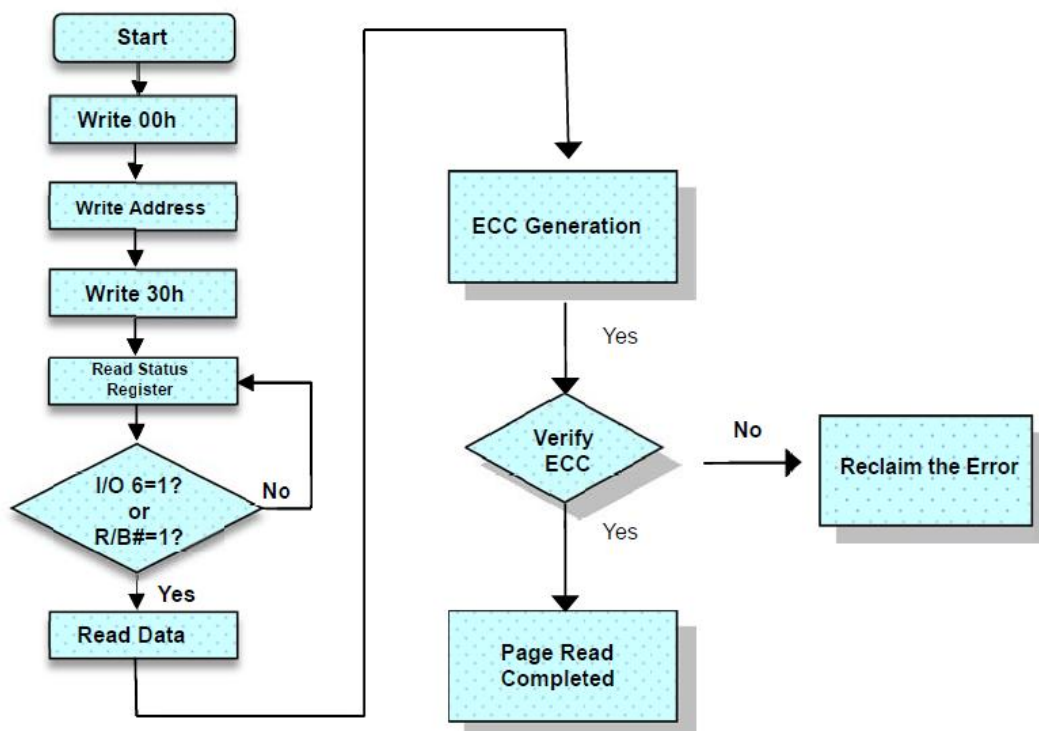 Start
Write 00h
Write Address
Write 30h
Read Status
Register
I/O 6=1?
or
R/B#=1?
No
Yes
Read Data
ECC Generation
Yes
Verify
ECC
No
Reclaim the Error
Yes
Page Read
Completed